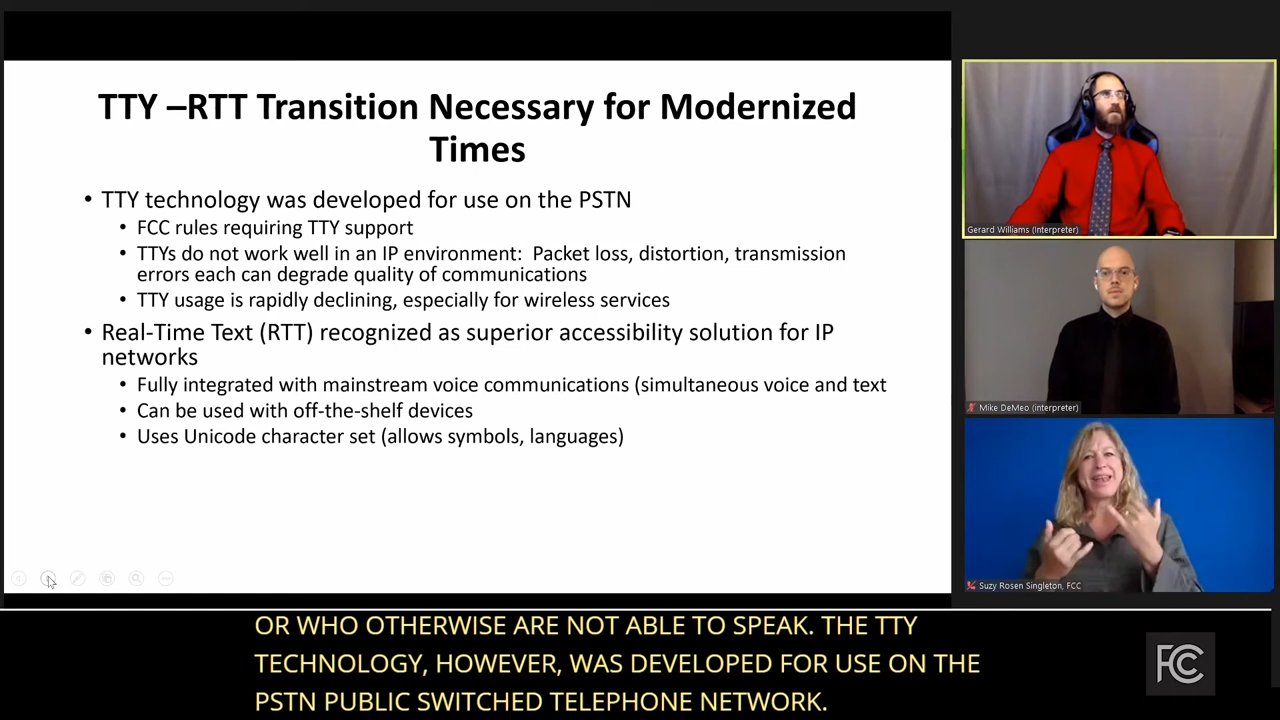 TTY –RTT Transition Necessary for Modernized
Times
• TTY technology was developed for use on the PSTN
• FCC rules requiring TTY support
• TTYs do not work well in an IP environment:  Packet loss, distortion, transmission
errors each can degrade quality of communications
• TTY usage is rapidly declining, especially for wireless services
• Real-Time Text (RTT) recognized as superior accessibility solution for IP
networks
• Fully integrated with mainstream voice communications (simultaneous voice and text
• Can be used with off-the-shelf devices
• Uses Unicode character set (allows symbols, languages)
Gerard Williams (Interpreter)
Mike DeMeo (interpreter)
Suzy Rosen Singleton, FCC
OR WHO OTHERWISE ARE NOT ABLE TO SPEAK. THE TTY
TECHNOLOGY, HOWEVER, WAS DEVELOPED FOR USE ON THE
PSTN PUBLIC SWITCHED TELEPHONE NETWORK.
FCC